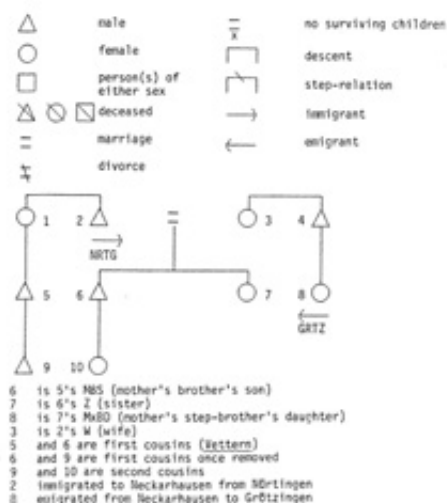 male
female
person(s) of
either sex
deceased
marriage
divorce
x
no surviving children
descent
step-relation
immigrant
emigrant
1 2 3 4
NRTG
5 6 7 8
GRTZ
9 10
6 is 5's MBS (mother's brother's son)
7 is 6's Z (sister)
8 is 7's MxBD (mother's step-brother's daughter)
3 is 2's W (wife)
5 and 6 are first cousins (Vettern)
6 and 9 are first cousins once removed
9 and 10 are second cousins
2 immigrated to Neckarhausen from Nörtingen
8 emigrated from Neckarhausen to Grötzingen